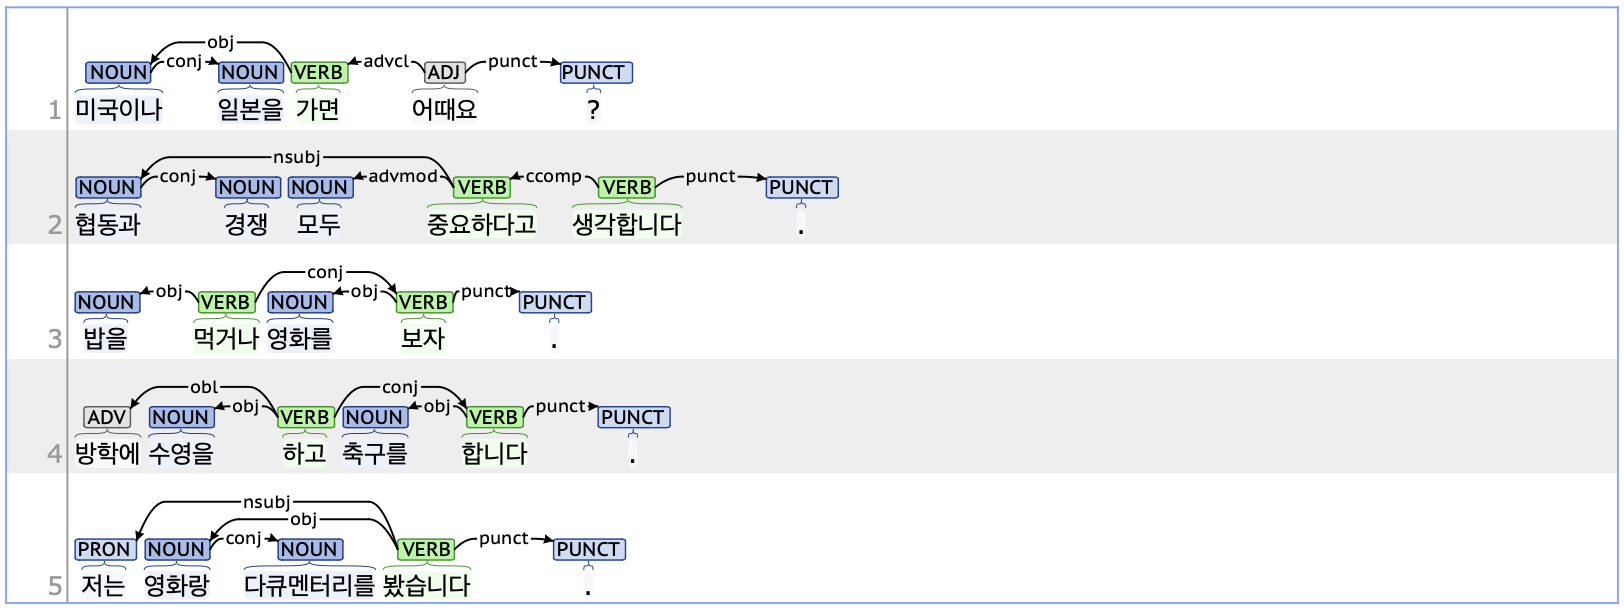 obj
conj advcl punct
NOUN NOUN VERB ADJ PUNCT
1 미국이나 일본을 가면 어때요 ?
nsubj
conj advmod ccomp punct
NOUN NOUN NOUN VERB VERB PUNCT
2 협동과 경쟁 모두 중요하다고 생각합니다 .
conj
obj obj punct
NOUN VERB NOUN VERB PUNCT
3 밥을 먹거나 영화를 보자 .
obl conj
obj obj punct
ADV NOUN VERB NOUN VERB PUNCT
4 방학에 수영을 하고 축구를 합니다 .
nsubj
obj
conj punct
PRON NOUN NOUN VERB PUNCT
5 저는 영화랑 다큐멘터리를 봤습니다 .